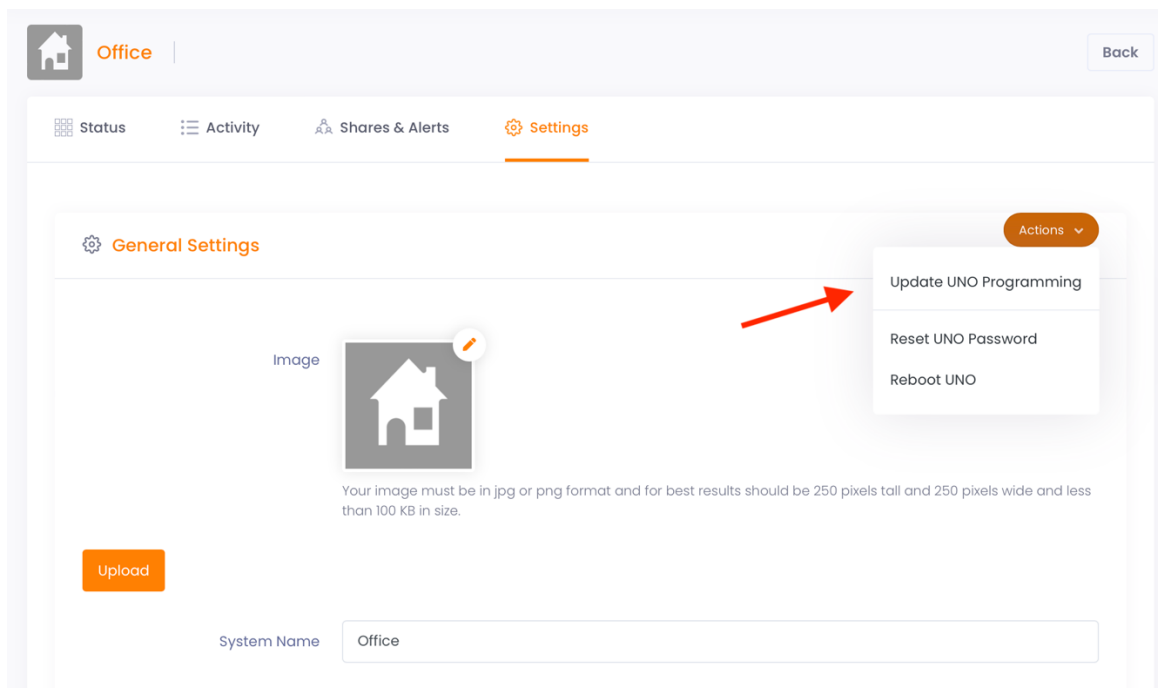 Office
Back
Status
Activity
Shares & Alerts
Settings
General Settings
Actions
Update UNO Programming
Reset UNO Password
Reboot UNO
Image
Your image must be in jpg or png format and for best results should be 250 pixels tall and 250 pixels wide and less
than 100 KB in size.
Upload
System Name
Office